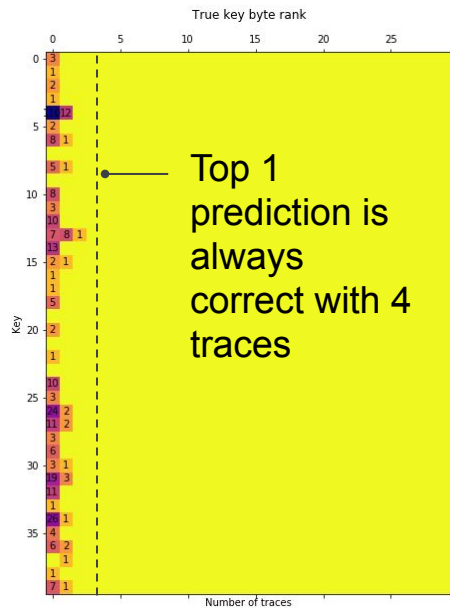 True key byte rank
0 5 10 15 20 25
0 3
1
2
1
12
5 2
8 1
5 1
10 8
3
10
7 8 1
13
15 2 1
1
1
5
20 2
1
10
25 3
24 2
11 2
3
6
30 3 1
19 3
11
1
26 1
35 4
6 2
1
1
7 1
Key
Top 1
prediction is
always
correct with 4
traces
Number of traces